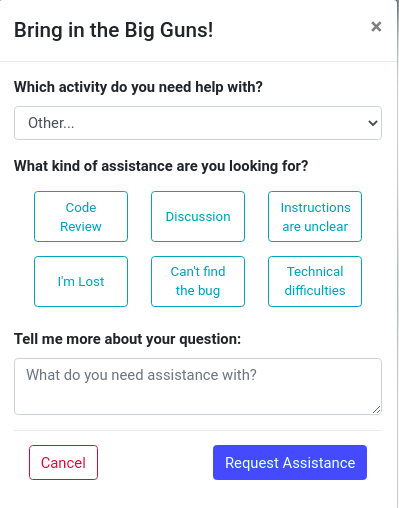 Bring in the Big Guns!
×
Which activity do you need help with?
Other...
What kind of assistance are you looking for?
Code
Review
Discussion
Instructions
are unclear
I'm Lost
Can't find
the bug
Technical
difficulties
Tell me more about your question:
What do you need assistance with?
Cancel
Request Assistance